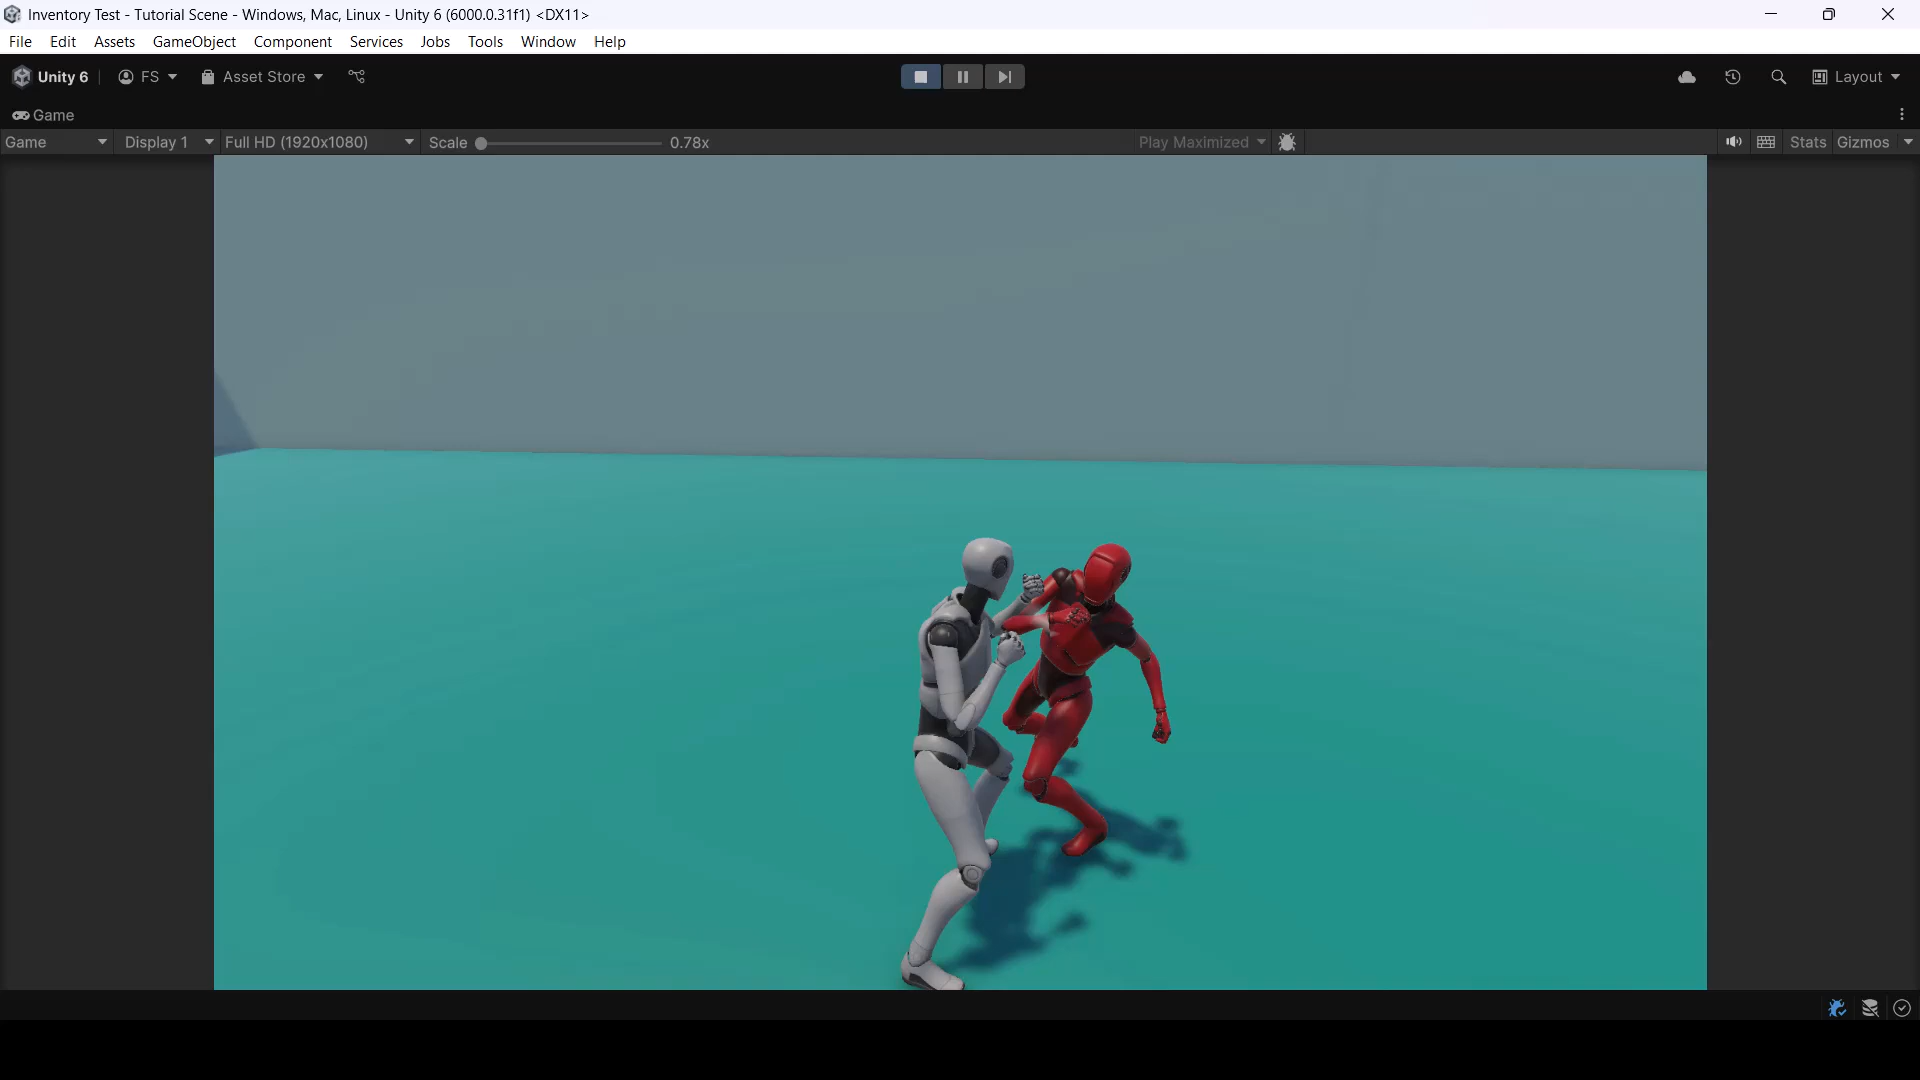 Inventory Test - Tutorial Scene - Windows, Mac, Linux - Unity 6 (6000.0.31f1) <DX11>
File Edit Assets GameObject Component Services Jobs Tools Window Help
Unity 6 FS Asset Store Layout
Game
Game Display 1 Full HD (1920x1080) Scale 0.78x Play Maximized Stats Gizmos